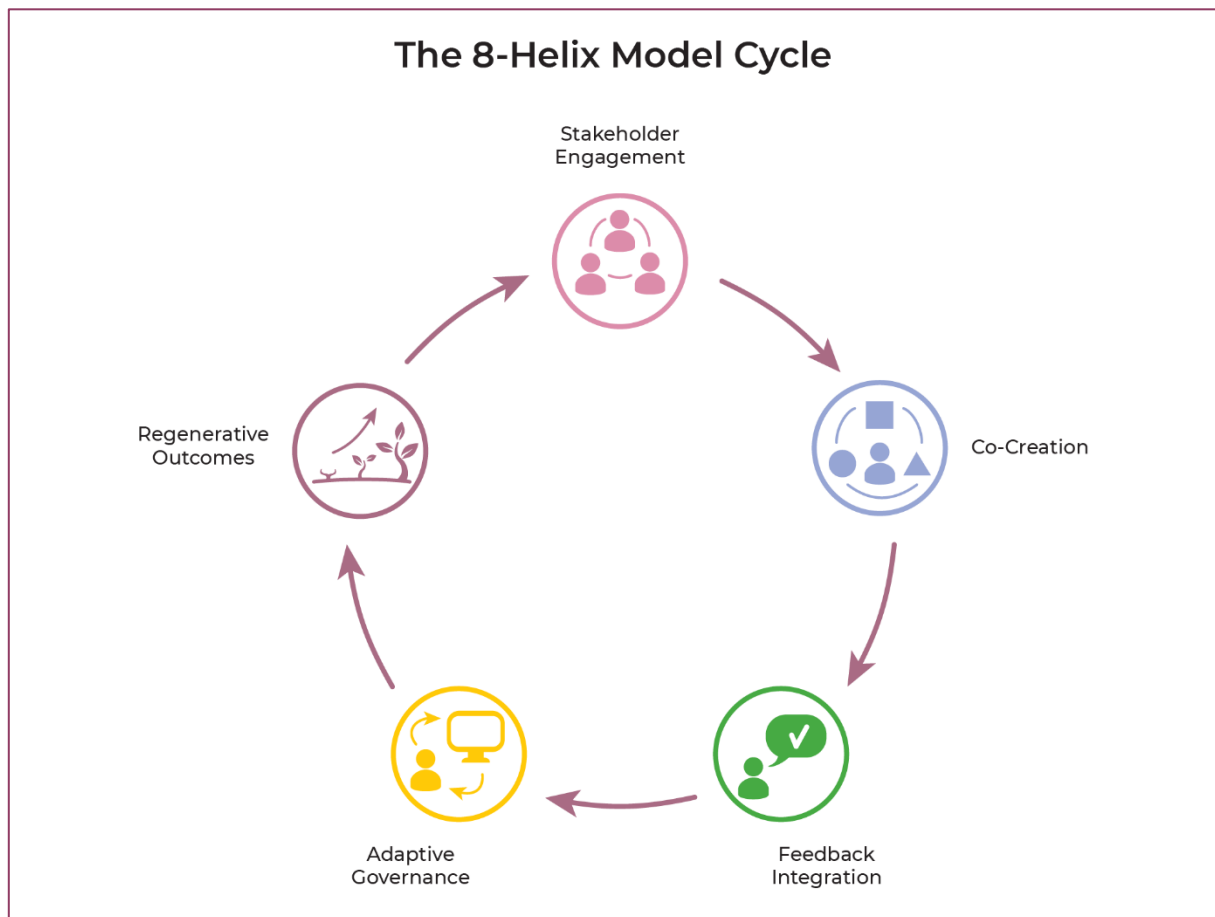 The 8-Helix Model Cycle
Stakeholder
Engagement
Co-Creation
Feedback
Integration
Adaptive
Governance
Regenerative
Outcomes